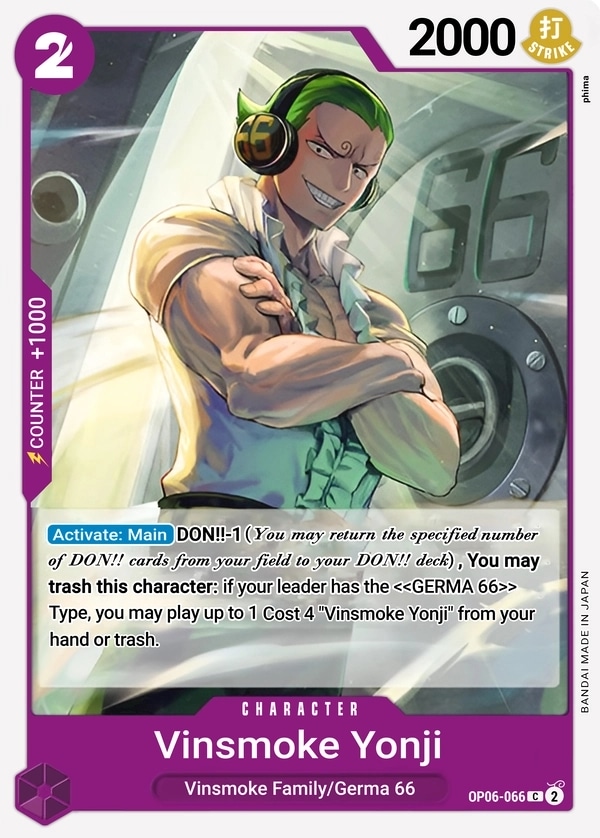 2
2000
打
STRIKE
phima
66
66
COUNTER +1000
Activate: Main DON!!-1 (You may return the specified number
of DON!! cards from your field to your DON!! deck), You may
trash this character: if your leader has the <<GERMA 66>>
Type, you may play up to 1 Cost 4 "Vinsmoke Yonji" from your
hand or trash.
BANDAI MADE IN JAPAN
CHARACTER
Vinsmoke Yonji
Vinsmoke Family/Germa 66
OP06-066 C 2